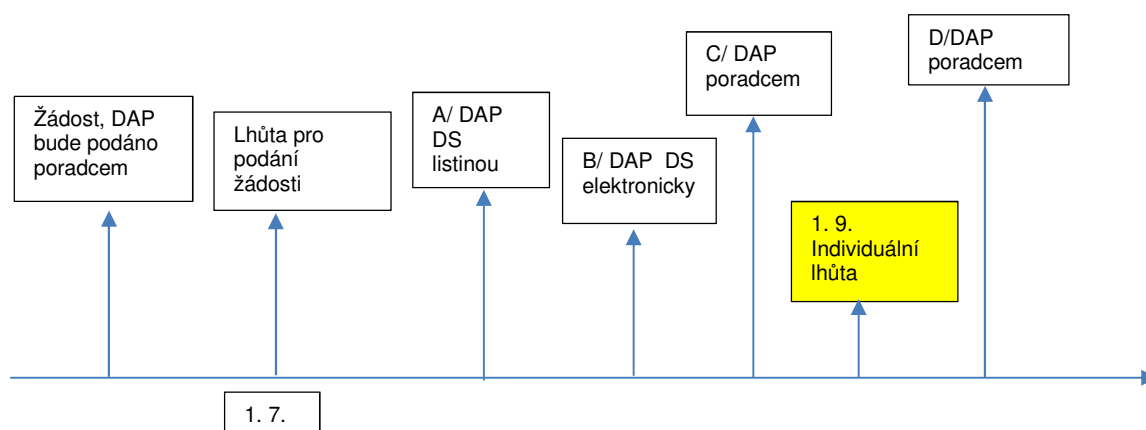 Žádost, DAP
bude podáno
poradcem
Lhůta pro
podání
žádosti
A/ DAP
DS
listinou
B/ DAP DS
elektronicky
C/ DAP
poradcem
1. 9.
Individuální
lhůta
D/DAP
poradcem
1. 7.